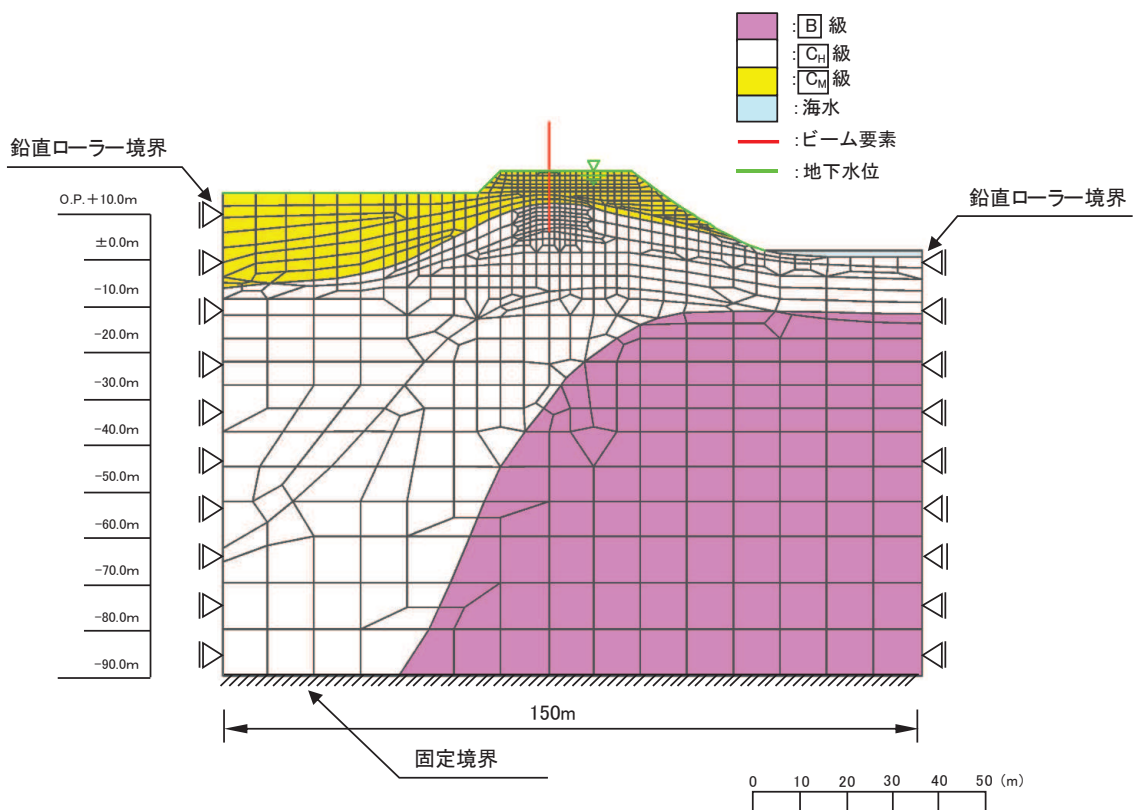 :B 級
:CH 級
:CM 級
:海水
:ビーム要素
:地下水位
鉛直ローラー境界
鉛直ローラー境界
O.P.+10.0m
±0.0m
-10.0m
-20.0m
-30.0m
-40.0m
-50.0m
-60.0m
-70.0m
-80.0m
-90.0m
150m
固定境界
0 10 20 30 40 50 (m)